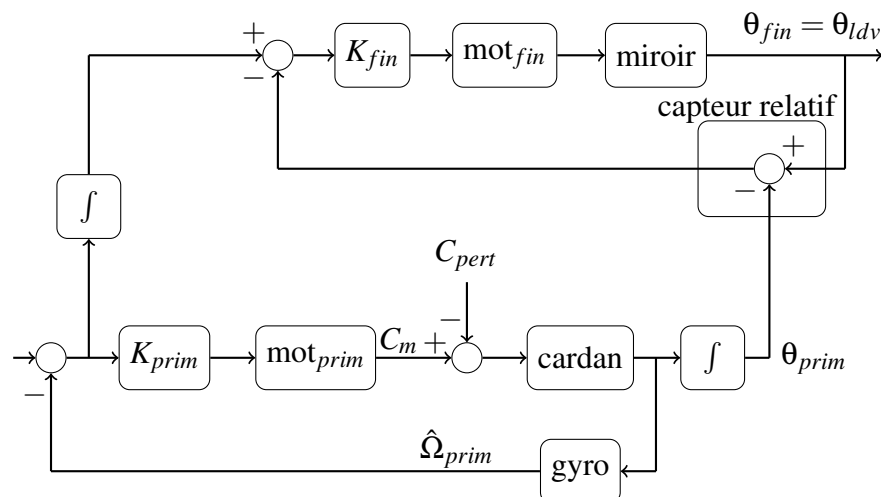 θ_fin = θ_ldv
+
−
K_fin
mot_fin
miroir
capteur relatif
+
−
∫
C_pert
−
K_prim
mot_prim
C_m +
cardan
∫
θ_prim
−
Ω̂_prim
gyro